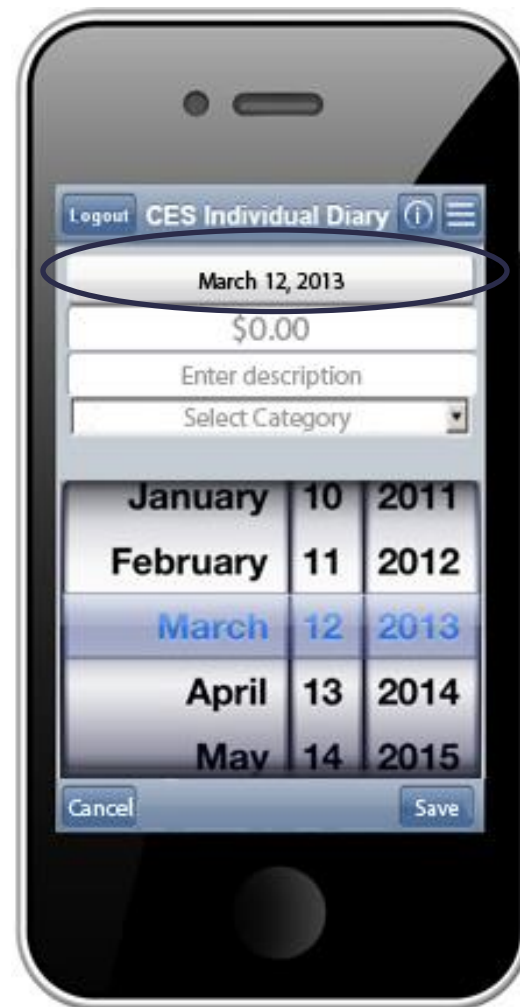 Logout CES Individual Diary
March 12, 2013
$0.00
Enter description
Select Category
January 10 2011
February 11 2012
March 12 2013
April 13 2014
May 14 2015
Cancel Save